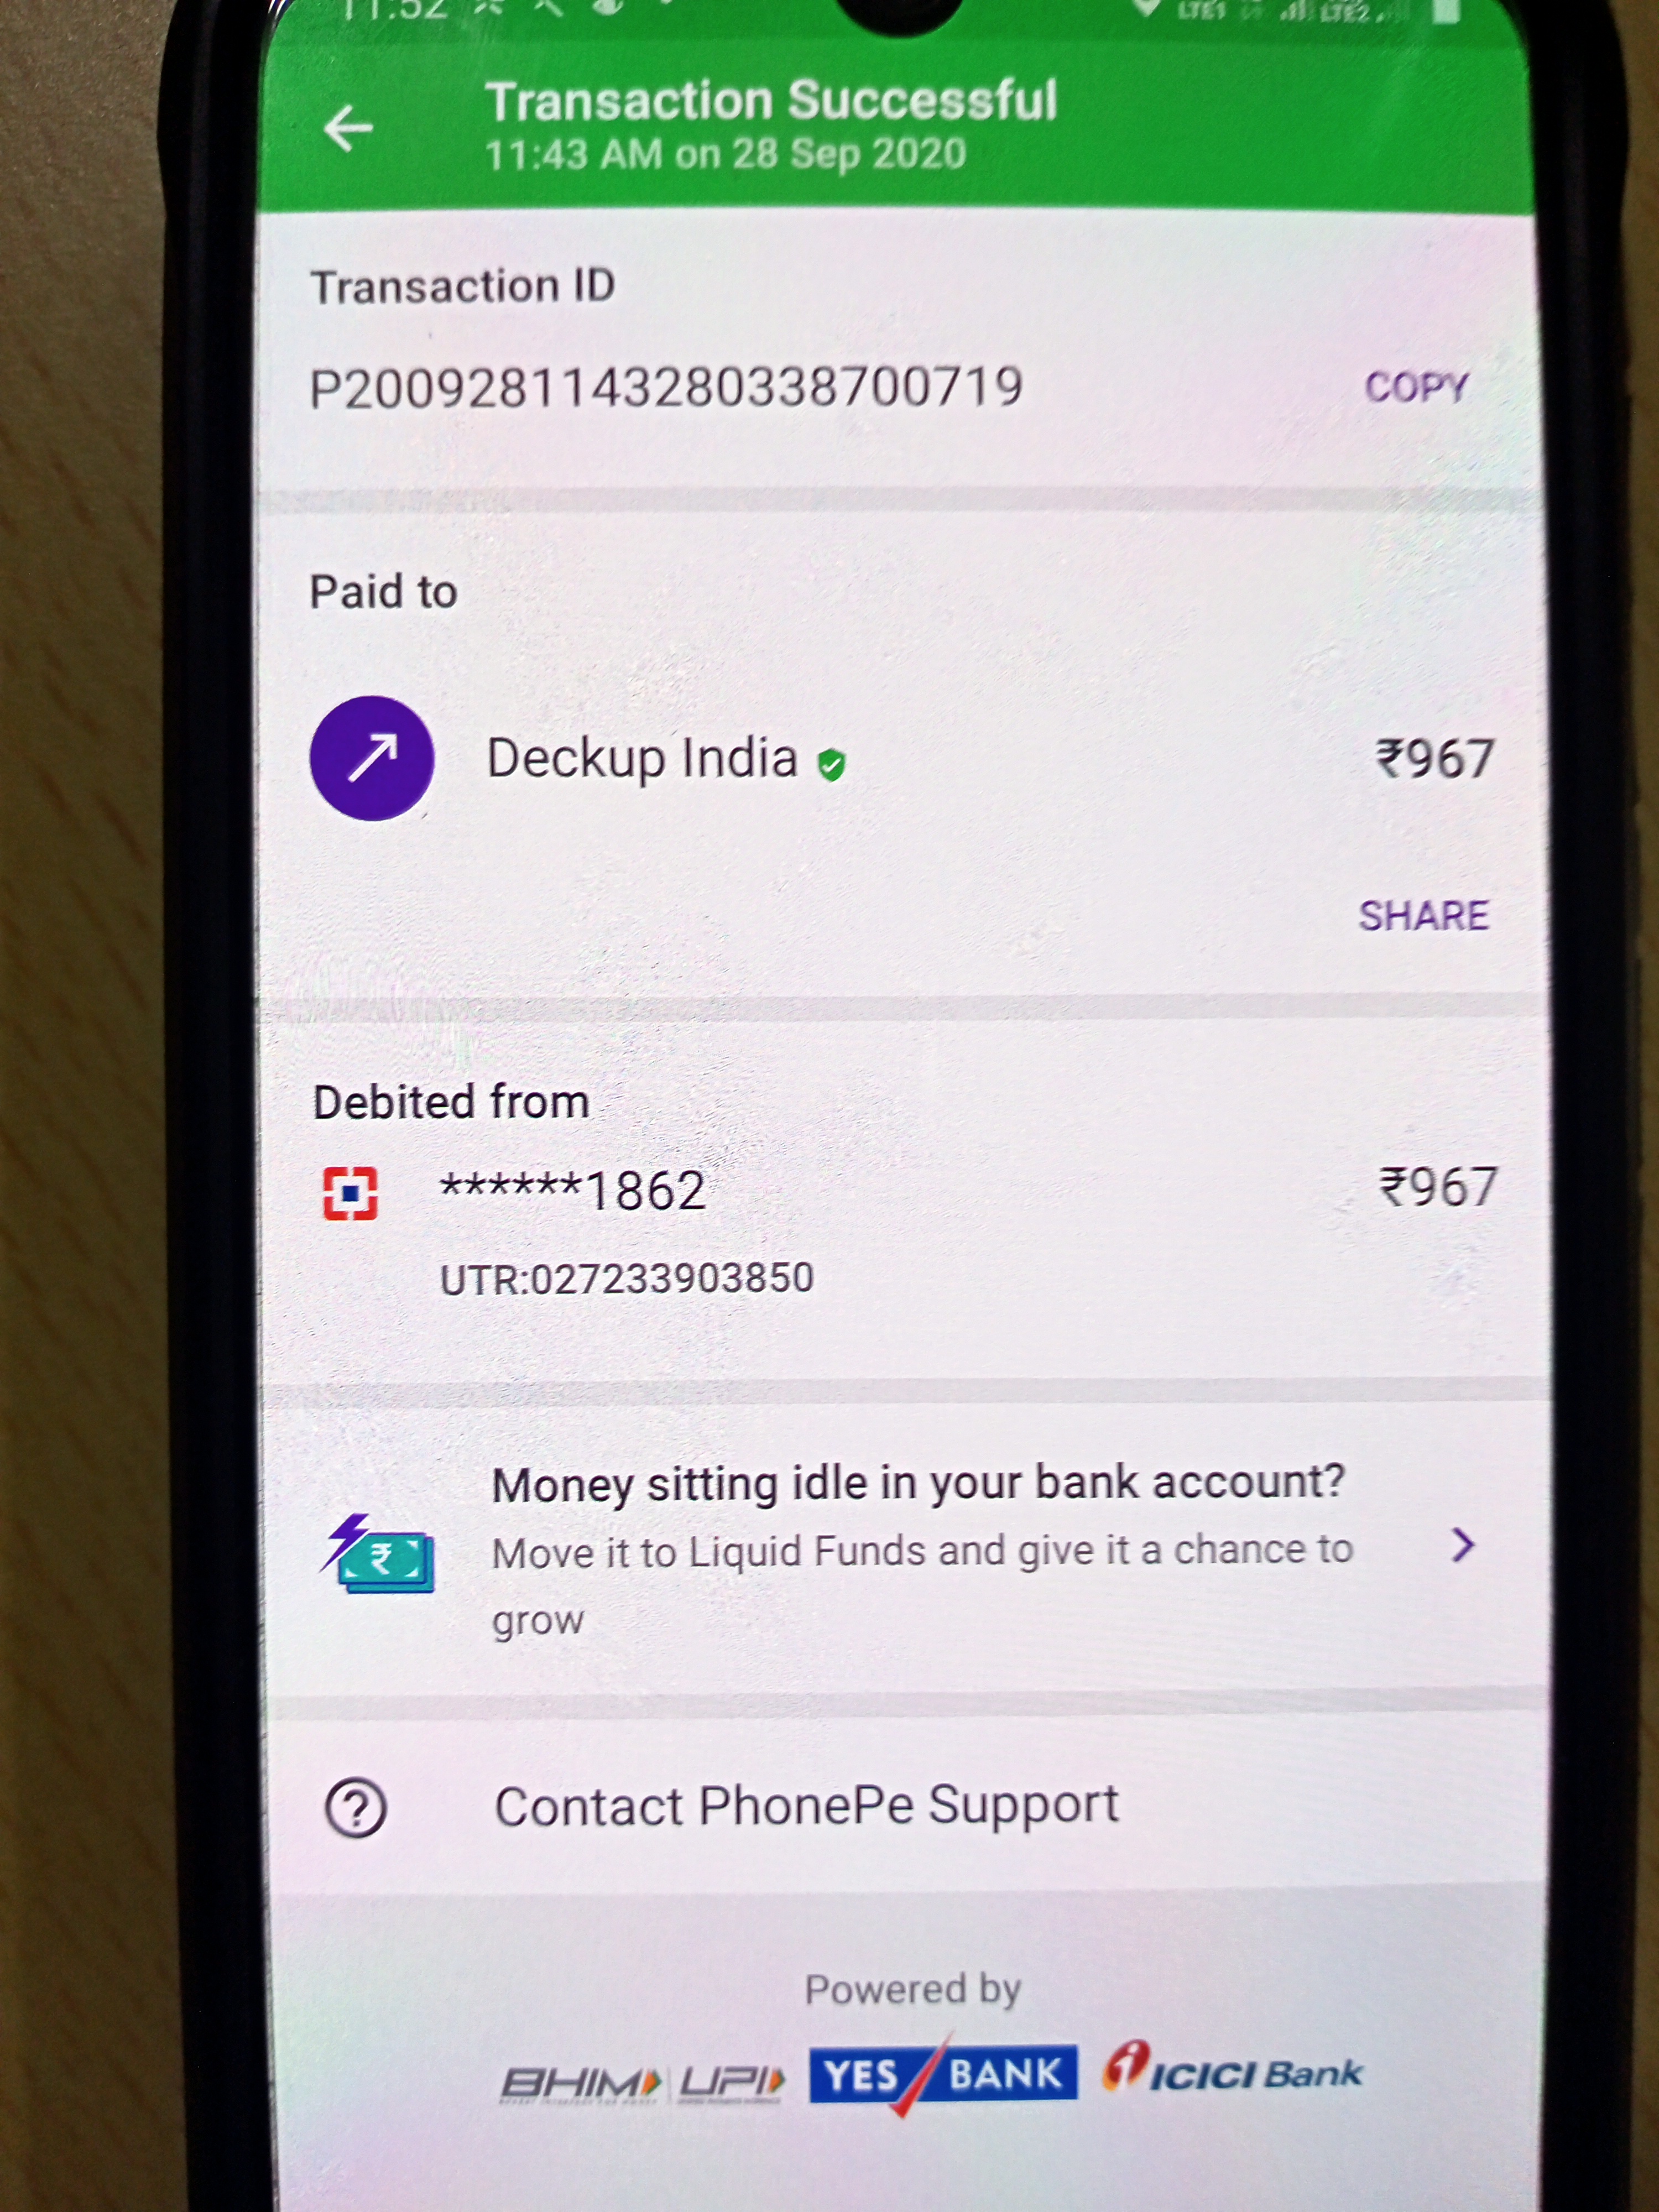 11:52
LTE1 LTE2
Transaction Successful
11:43 AM on 28 Sep 2020
Transaction ID
P2009281143280338700719
COPY
Paid to
Deckup India
₹967
SHARE
Debited from
******1862
₹967
UTR:027233903850
Money sitting idle in your bank account?
Move it to Liquid Funds and give it a chance to
grow
Contact PhonePe Support
Powered by
BHIM UPI YES BANK ICICI Bank